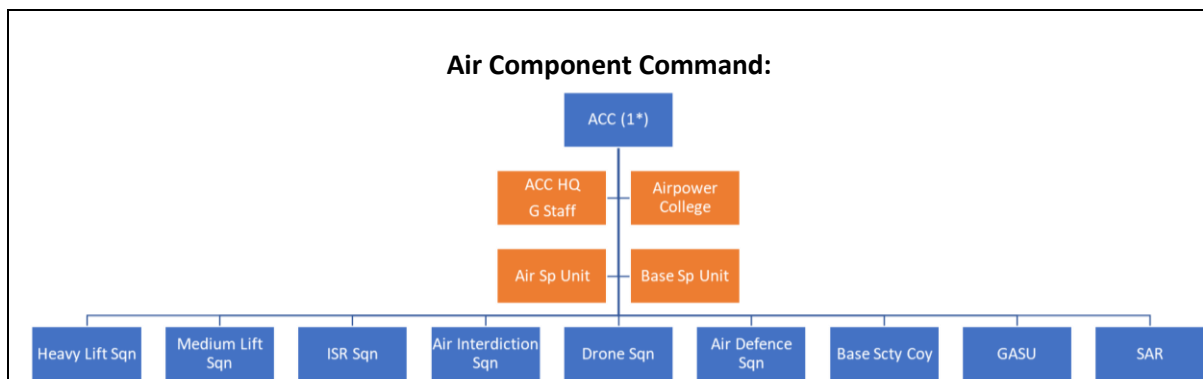 Air Component Command:
ACC (1*)
ACC HQ
G Staff
Airpower
College
Air Sp Unit
Base Sp Unit
Heavy Lift Sqn
Medium Lift
Sqn
ISR Sqn
Air Interdiction
Sqn
Drone Sqn
Air Defence
Sqn
Base Scty Coy
GASU
SAR